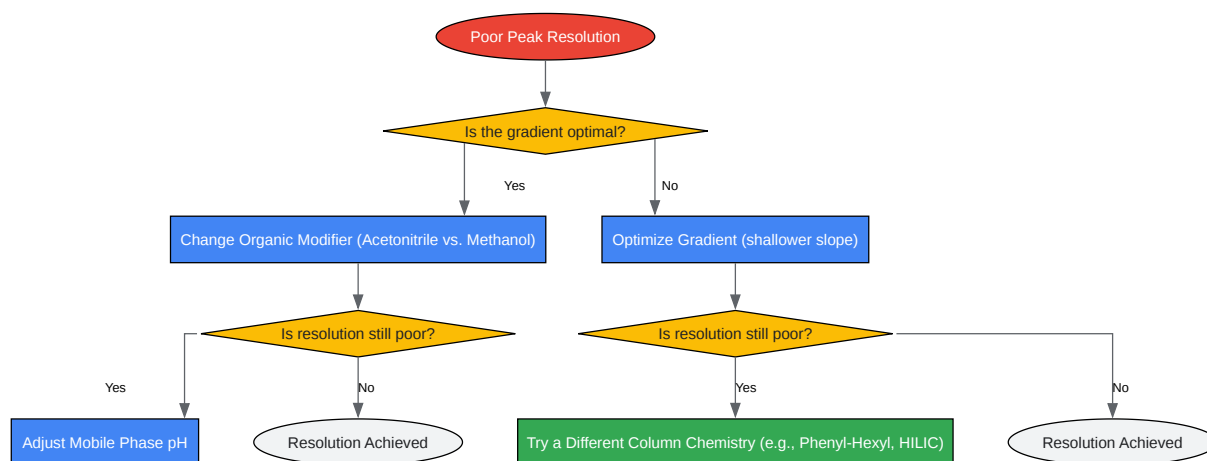 Poor Peak Resolution
Is the gradient optimal?
Yes
No
Change Organic Modifier (Acetonitrile vs. Methanol)
Optimize Gradient (shallower slope)
Is resolution still poor?
Is resolution still poor?
Yes
No
Yes
No
Adjust Mobile Phase pH
Resolution Achieved
Try a Different Column Chemistry (e.g., Phenyl-Hexyl, HILIC)
Resolution Achieved